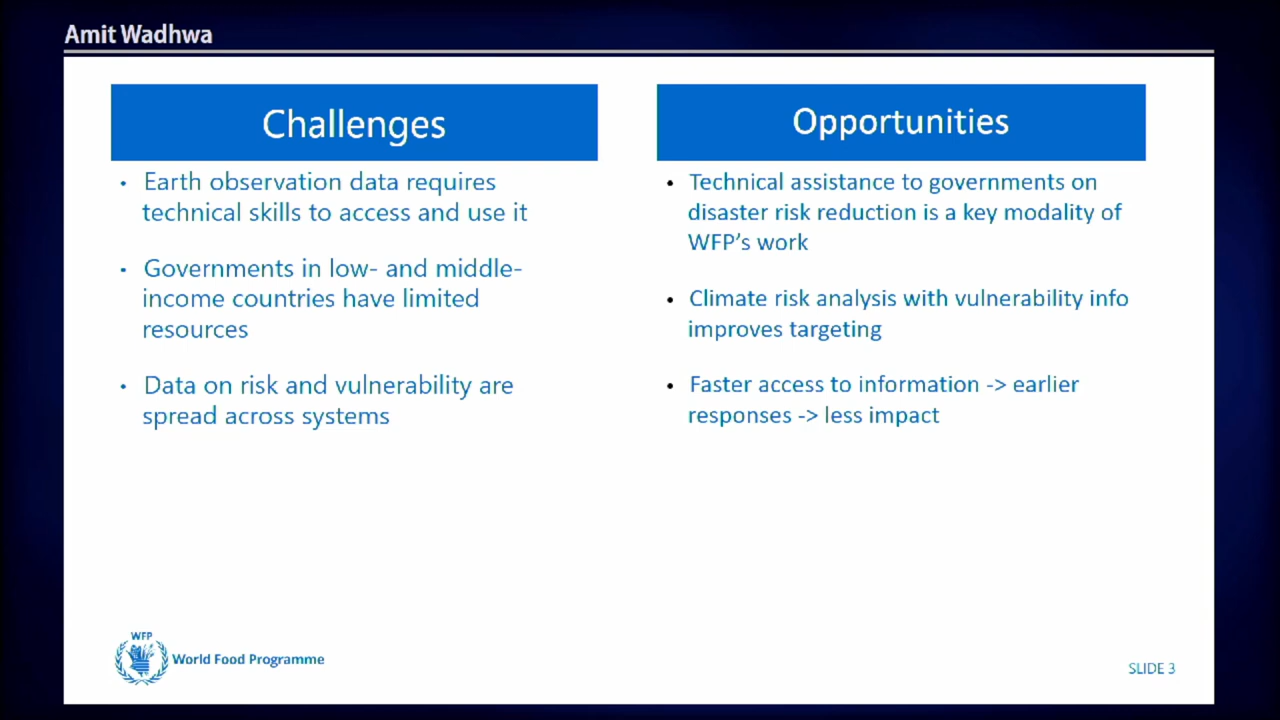 Amit Wadhwa
Challenges
• Earth observation data requires
technical skills to access and use it
• Governments in low- and middle-
income countries have limited
resources
• Data on risk and vulnerability are
spread across systems
Opportunities
• Technical assistance to governments on
disaster risk reduction is a key modality of
WFP's work
• Climate risk analysis with vulnerability info
improves targeting
• Faster access to information -> earlier
responses -> less impact
WFP
World Food Programme
SLIDE 3